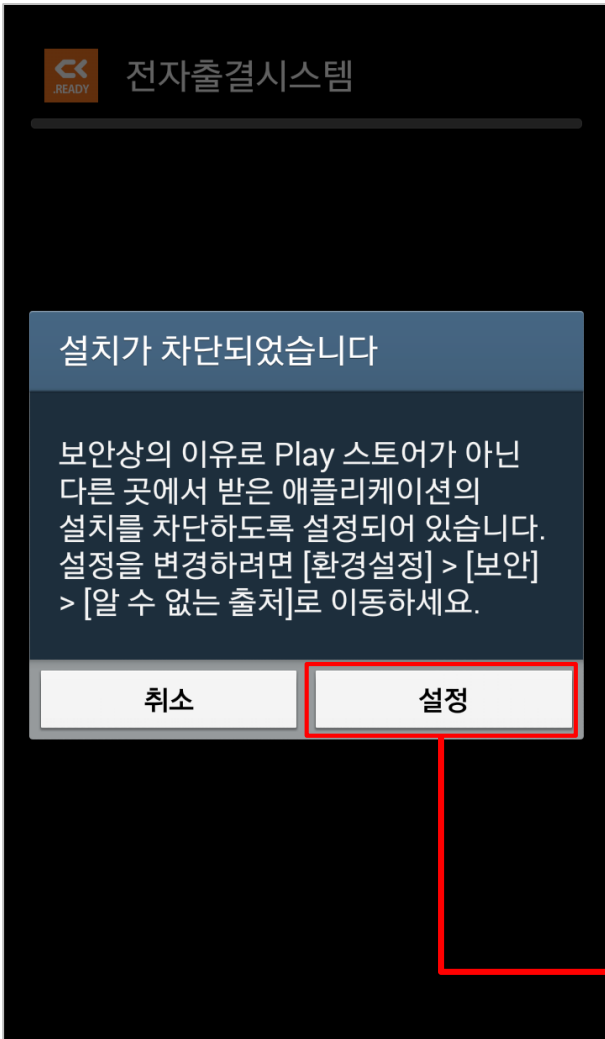 CK
.READY
전자출결시스템
설치가 차단되었습니다
보안상의 이유로 Play 스토어가 아닌
다른 곳에서 받은 애플리케이션의
설치를 차단하도록 설정되어 있습니다.
설정을 변경하려면 [환경설정] > [보안]
> [알 수 없는 출처]로 이동하세요.
취소
설정